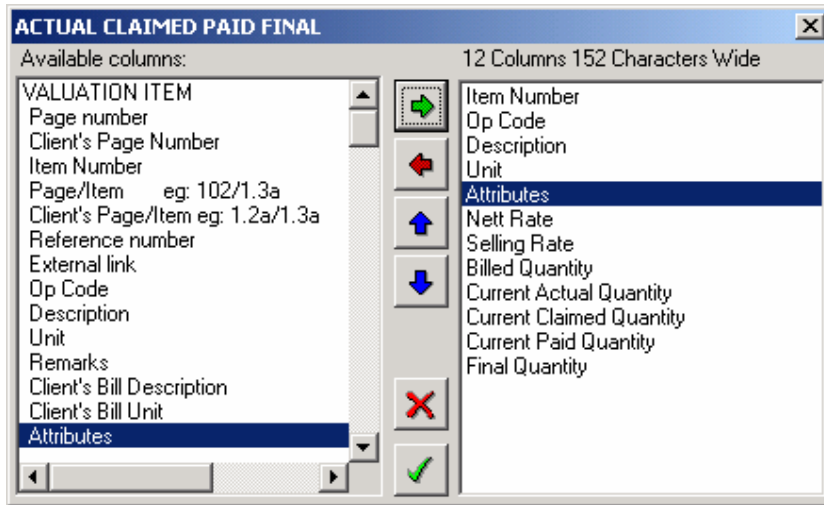 ACTUAL CLAIMED PAID FINAL
Available columns:
12 Columns 152 Characters Wide
VALUATION ITEM
Page number
Client's Page Number
Item Number
Page/Item eg: 102/1.3a
Client's Page/Item eg: 1.2a/1.3a
Reference number
External link
Op Code
Description
Unit
Remarks
Client's Bill Description
Client's Bill Unit
Attributes
Item Number
Op Code
Description
Unit
Attributes
Nett Rate
Selling Rate
Billed Quantity
Current Actual Quantity
Current Claimed Quantity
Current Paid Quantity
Final Quantity